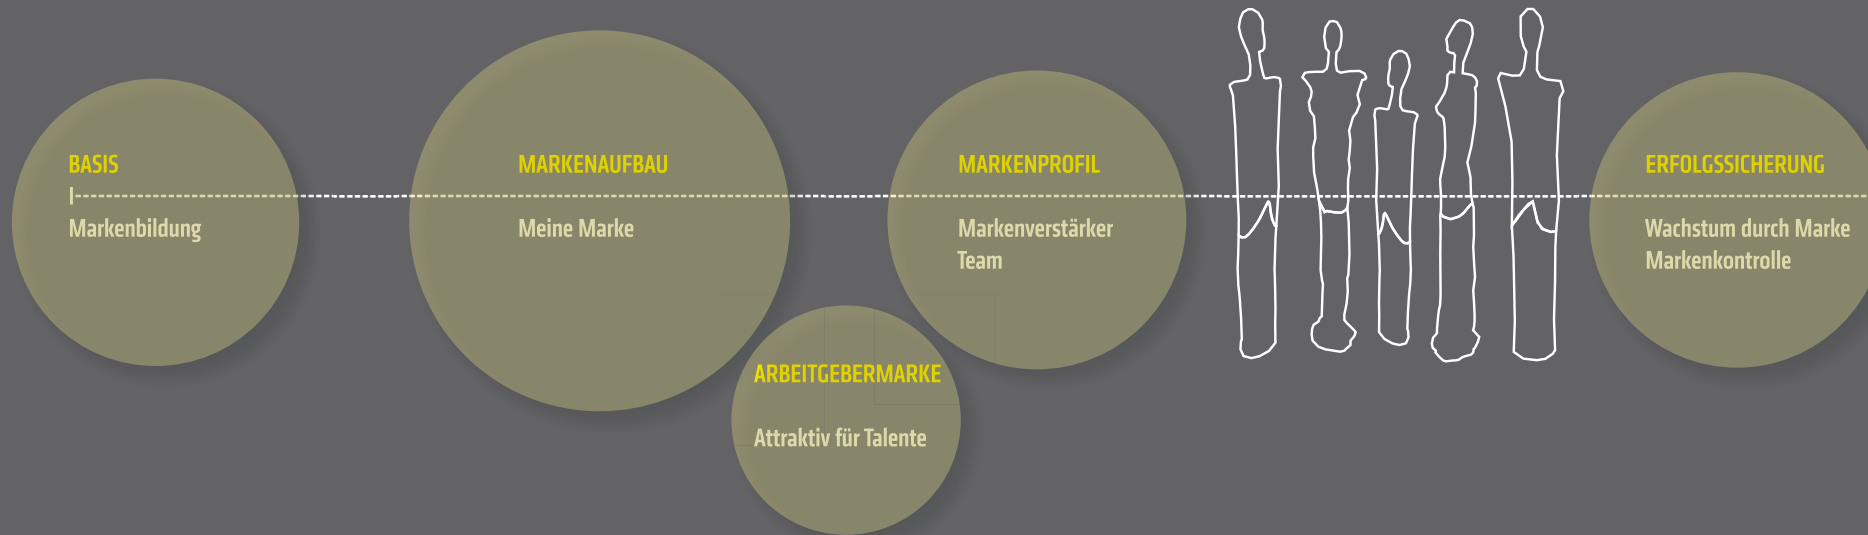 BASIS
Markenbildung
MARKENAUFBAU
Meine Marke
ARBEITGEBERMARKE
Attraktiv für Talente
MARKENPROFIL
Markenverstärker
Team
ERFOLGSSICHERUNG
Wachstum durch Marke
Markenkontrolle